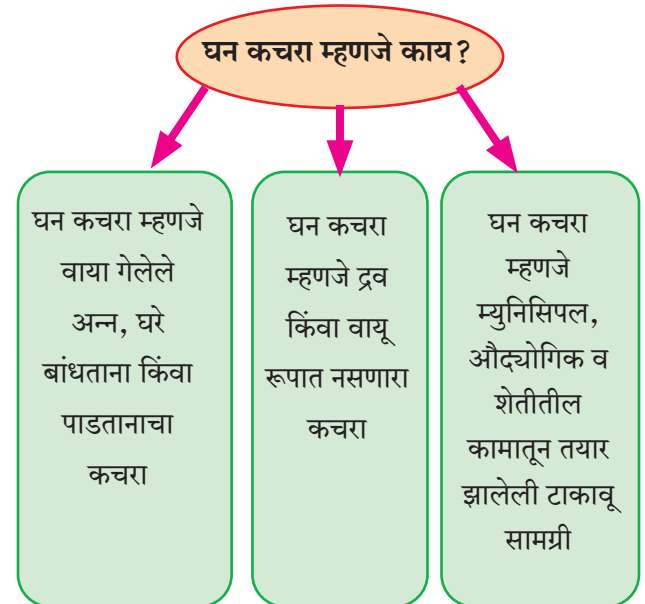 घन कचरा म्हणजे काय?
घन कचरा म्हणजे
वाया गेलेले
अन्न, घरे
बांधताना किंवा
पाडतानाचा
कचरा
घन कचरा
म्हणजे द्रव
किंवा वायू
रूपात नसणारा
कचरा
घन कचरा
म्हणजे
म्युनिसिपल,
औद्योगिक व
शेतीतील
कामातून तयार
झालेली टाकावू
सामग्री